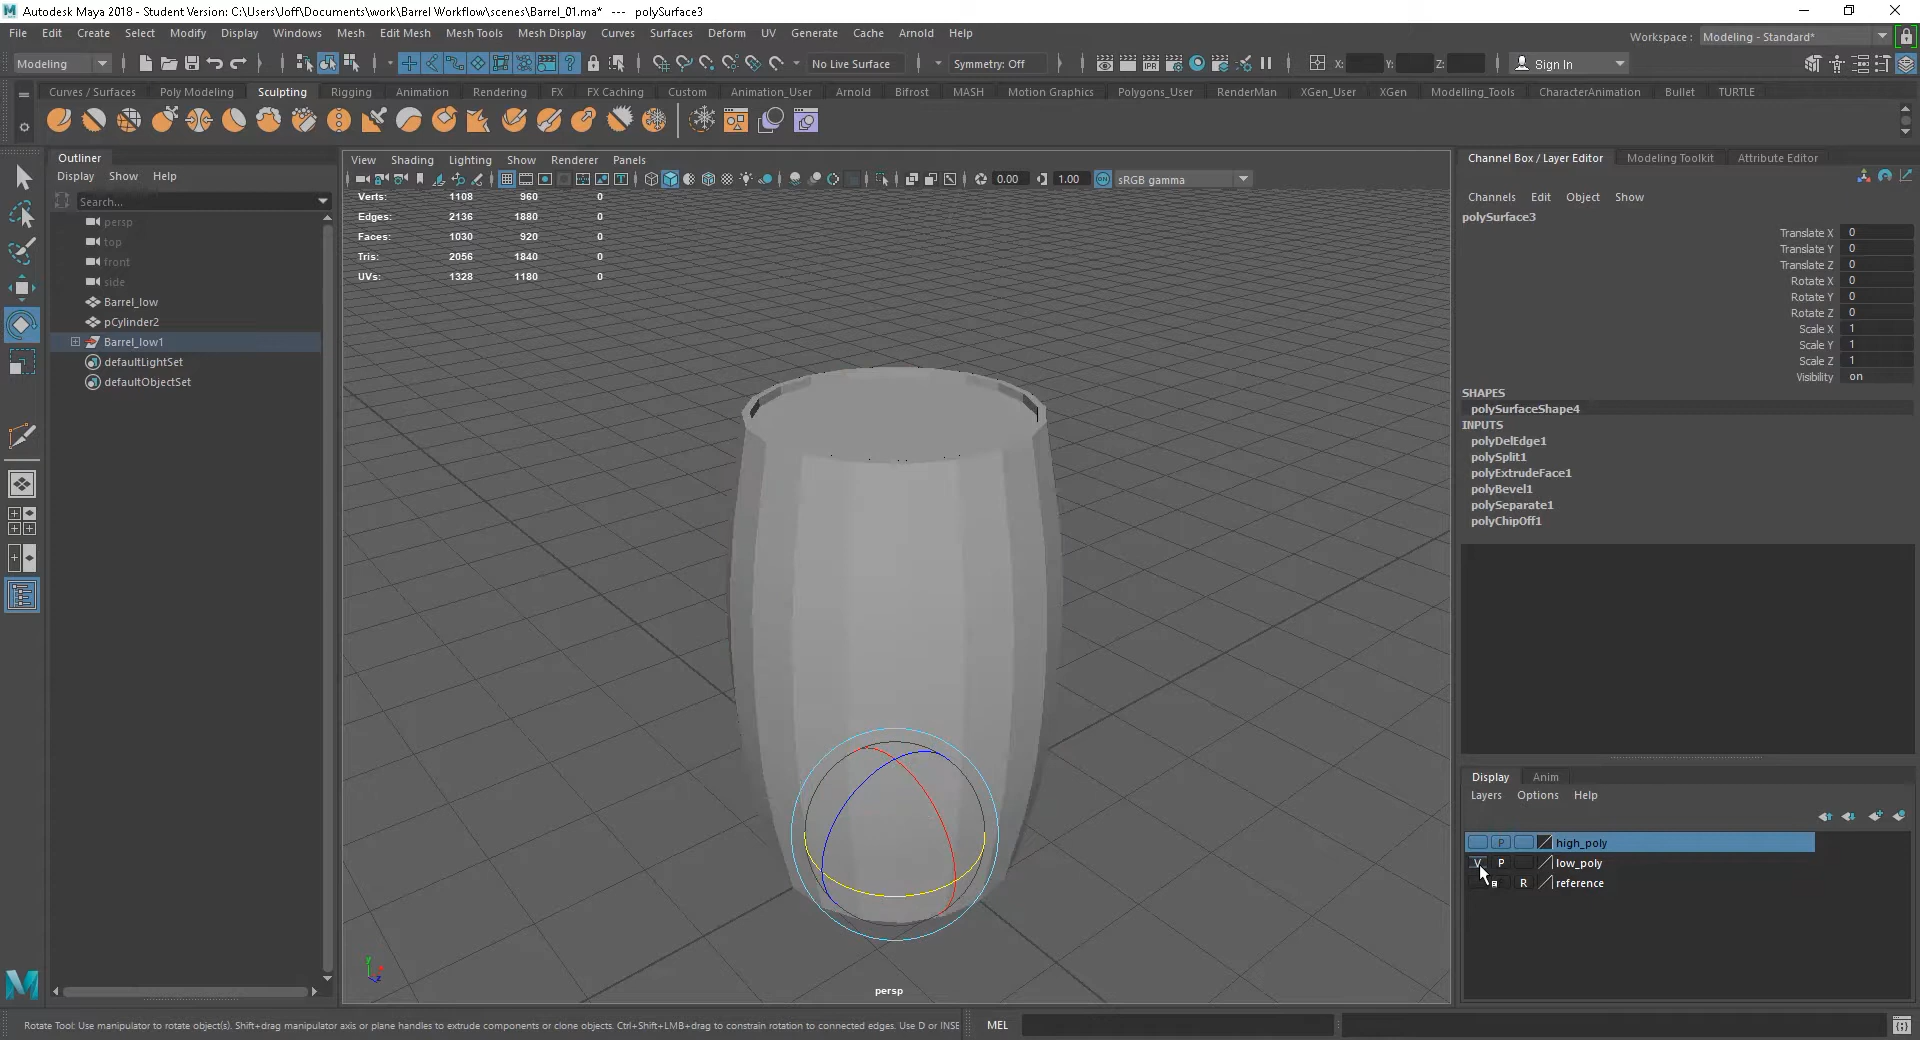 Autodesk Maya 2018 - Student Version: C:\Users\Joff\Documents\work\Barrel Workflow\scenes\Barrel_01.ma* --- polySurface3
File Edit Create Select Modify Display Windows Mesh Edit Mesh Mesh Tools Mesh Display Curves Surfaces Deform UV Generate Cache Arnold Help
Workspace : Modeling - Standard*
Modeling No Live Surface Symmetry: Off X: Y: Z: Sign In
Curves / Surfaces Poly Modeling Sculpting Rigging Animation Rendering FX FX Caching Custom Animation_User Arnold Bifrost MASH Motion Graphics Polygons_User RenderMan XGen_User XGen Modelling_Tools CharacterAnimation Bullet TURTLE
Outliner
Display Show Help
Search...
persp
top
front
side
Barrel_low
pCylinder2
Barrel_low1
defaultLightSet
defaultObjectSet
View Shading Lighting Show Renderer Panels
0.00 1.00 sRGB gamma
Verts: 1108 960 0
Edges: 2136 1880 0
Faces: 1030 920 0
Tris: 2056 1840 0
UVs: 1328 1180 0
persp
Channel Box / Layer Editor Modeling Toolkit Attribute Editor
Channels Edit Object Show
polySurface3
Translate X 0
Translate Y 0
Translate Z 0
Rotate X 0
Rotate Y 0
Rotate Z 0
Scale X 1
Scale Y 1
Scale Z 1
Visibility on
SHAPES
polySurfaceShape4
INPUTS
polyDelEdge1
polySplit1
polyExtrudeFace1
polyBevel1
polySeparate1
polyChipOff1
Display Anim
Layers Options Help
P high_poly
V P low_poly
R reference
Rotate Tool: Use manipulator to rotate object(s). Shift+drag manipulator axis or plane handles to extrude components or clone objects. Ctrl+Shift+LMB+drag to constrain rotation to connected edges. Use D or INSE
MEL